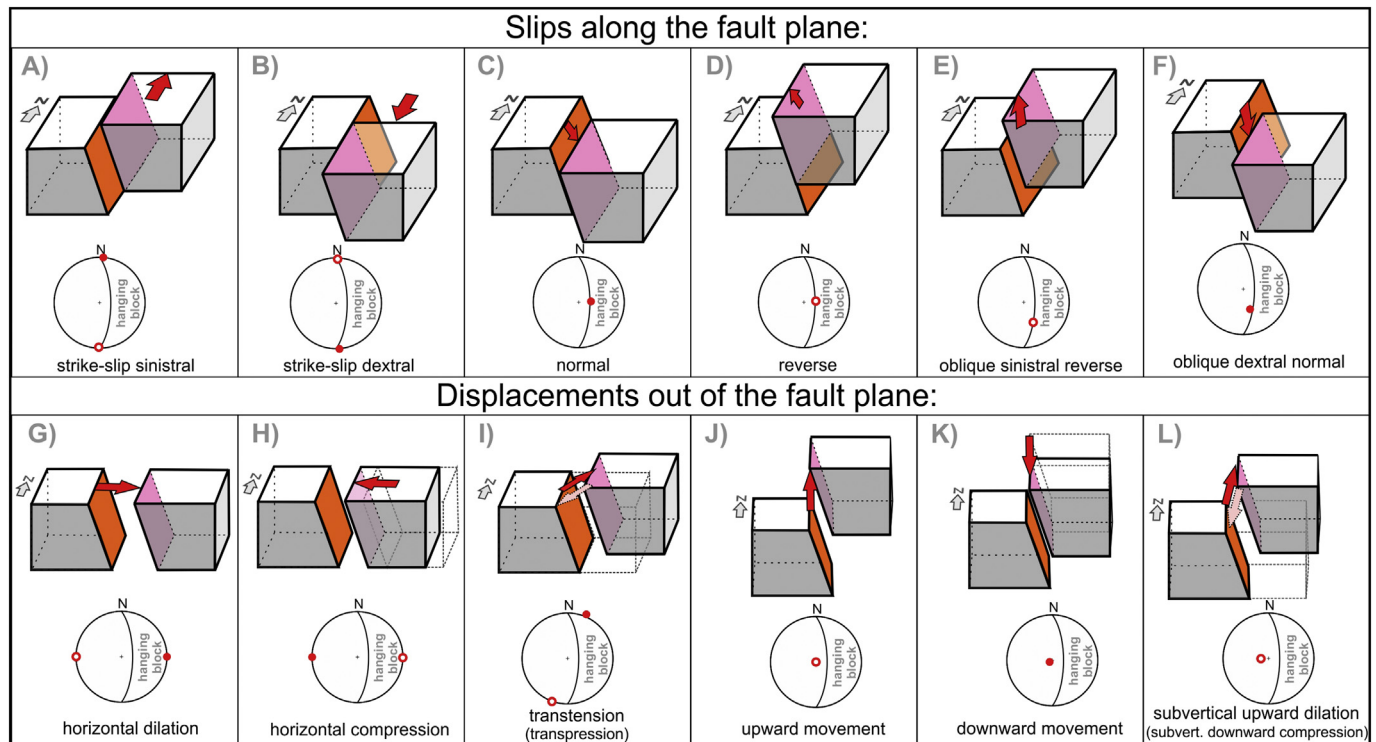 Slips along the fault plane:
A)
N
N
hanging
block
strike-slip sinistral
B)
N
N
hanging
block
strike-slip dextral
C)
N
N
hanging
block
normal
D)
N
N
hanging
block
reverse
E)
N
N
hanging
block
oblique sinistral reverse
F)
N
N
hanging
block
oblique dextral normal
Displacements out of the fault plane:
G)
N
N
hanging
block
horizontal dilation
H)
N
N
hanging
block
horizontal compression
I)
N
N
hanging
block
transtension
(transpression)
J)
N
N
hanging
block
upward movement
K)
N
N
hanging
block
downward movement
L)
N
N
hanging
block
subvertical upward dilation
(subvert. downward compression)